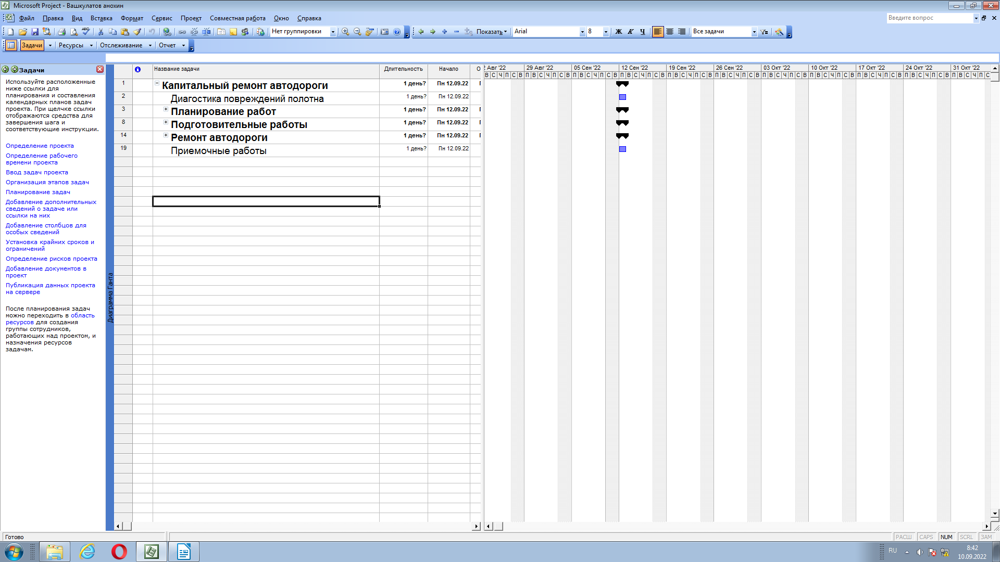 Microsoft Project - Вашкулатов анохин
Файл Правка Вид Вставка Формат Сервис Проект Совместная работа Окно Справка
Введите вопрос
Нет группировки
Показать
Arial
8
Ж К Ч
Все задачи
Задачи Ресурсы Отслеживание Отчет
Задачи
Используйте расположенные
ниже ссылки для
планирования и составления
календарных планов задач
проекта. При щелчке ссылки
отображаются средства для
завершения шага и
соответствующие инструкции.
Определение проекта
Определение рабочего
времени проекта
Ввод задач проекта
Организация этапов задач
Планирование задач
Добавление дополнительных
сведений о задаче или
ссылки на них
Добавление столбцов для
особых сведений
Установка крайних сроков и
ограничений
Определение рисков проекта
Добавление документов в
проект
Публикация данных проекта
на сервере
После планирования задач
можно переходить в область
ресурсов для создания
группы сотрудников,
работающих над проектом, и
назначения ресурсов
задачам.
Диаграмма Ганта
Название задачи Длительность Начало О
1 Капитальный ремонт автодороги 1 день? Пн 12.09.22
2 Диагостика повреждений полотна 1 день? Пн 12.09.22
3 Планирование работ 1 день? Пн 12.09.22
8 Подготовительные работы 1 день? Пн 12.09.22
14 Ремонт автодороги 1 день? Пн 12.09.22
19 Приемочные работы 1 день? Пн 12.09.22
2 Авг '22 29 Авг '22 05 Сен '22 12 Сен '22 19 Сен '22 26 Сен '22 03 Окт '22 10 Окт '22 17 Окт '22 24 Окт '22 31 Окт '22
В С Ч П С В П В С Ч П С В П В С Ч П С В П В С Ч П С В П В С Ч П С В П В С Ч П С В П В С Ч П С В П В С Ч П С В П В С Ч П С В П В С Ч П С В П В С Ч П С
Готово
РАСШ CAPS NUM SCRL ЗАМ
RU
8:42
10.09.2022